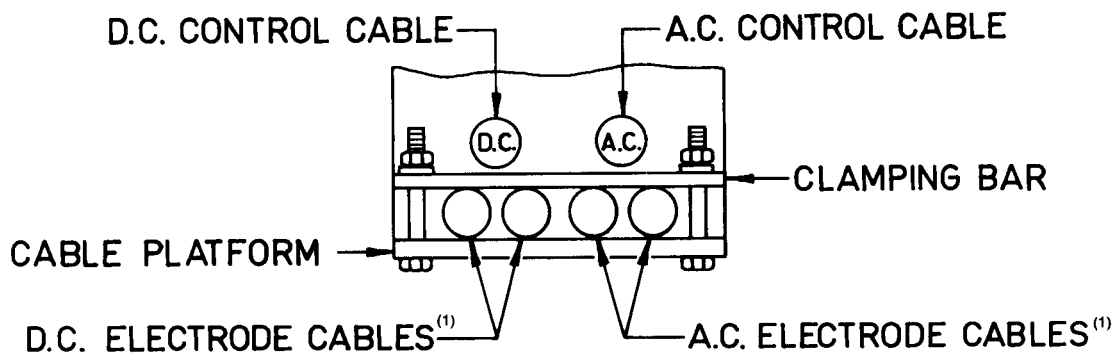 D.C. CONTROL CABLE
A.C. CONTROL CABLE
D.C.
A.C.
CLAMPING BAR
CABLE PLATFORM
D.C. ELECTRODE CABLES(1)
A.C. ELECTRODE CABLES(1)